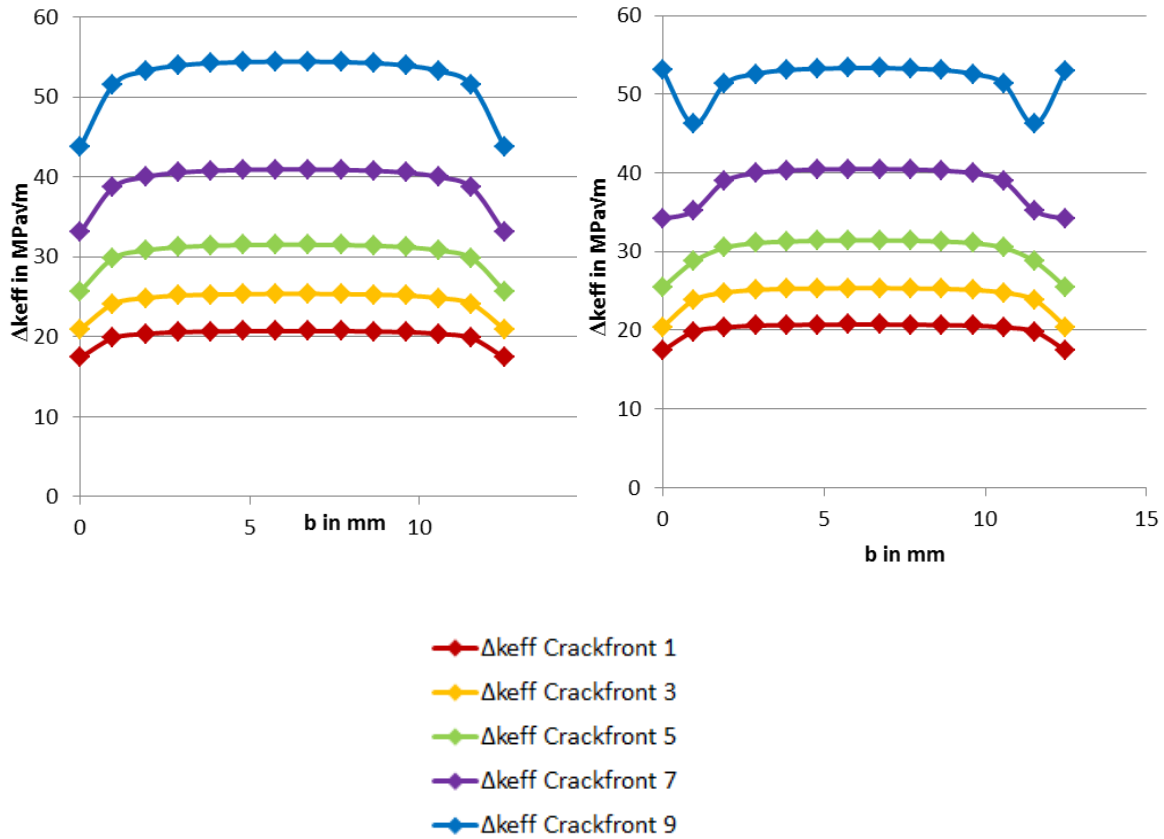 60
50
40
30
20
10
0
Δkeff in MPa√m
0
5
10
b in mm
60
50
40
30
20
10
0
Δkeff in MPa√m
0
5
10
15
b in mm
Δkeff Crackfront 1
Δkeff Crackfront 3
Δkeff Crackfront 5
Δkeff Crackfront 7
Δkeff Crackfront 9